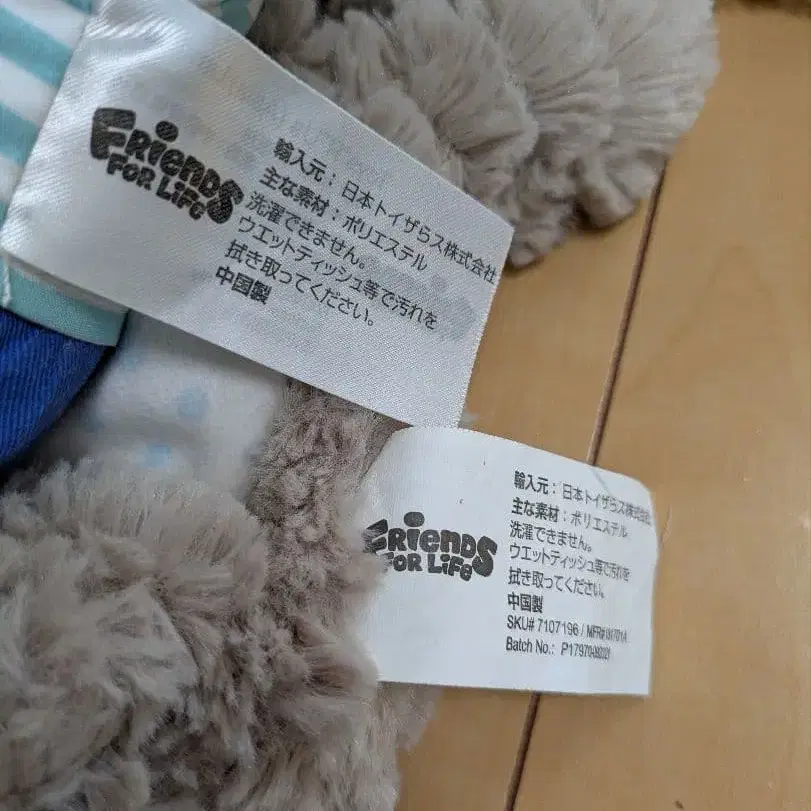 FRIENDS
FOR LIFE
輸入元：日本トイザらス株式会社
主な素材：ポリエステル
洗濯できません。
ウエットティッシュ等で汚れを
拭き取ってください。
中国製
FRIENDS
FOR LIFE
輸入元：日本トイザらス株式会社
主な素材：ポリエステル
洗濯できません。
ウエットティッシュ等で汚れを
拭き取ってください。
中国製
SKU# 7107196 /
Batch No.: